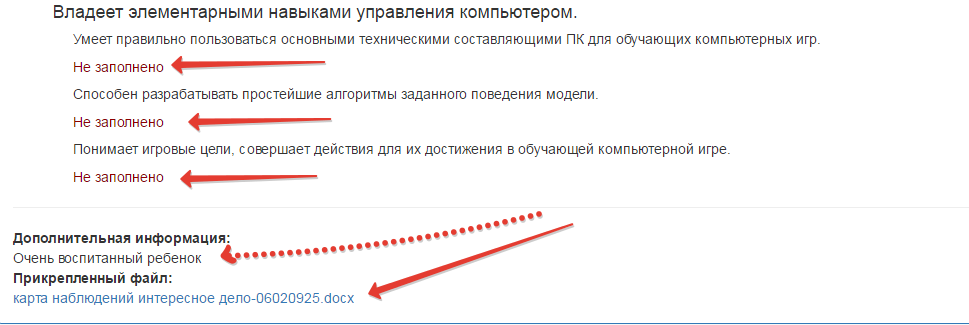 Владеет элементарными навыками управления компьютером.
Умеет правильно пользоваться основными техническими составляющими ПК для обучающих компьютерных игр.
Не заполнено
Способен разрабатывать простейшие алгоритмы заданного поведения модели.
Не заполнено
Понимает игровые цели, совершает действия для их достижения в обучающей компьютерной игре.
Не заполнено
Дополнительная информация:
Очень воспитанный ребенок
Прикрепленный файл:
карта наблюдений интересное дело-06020925.docx